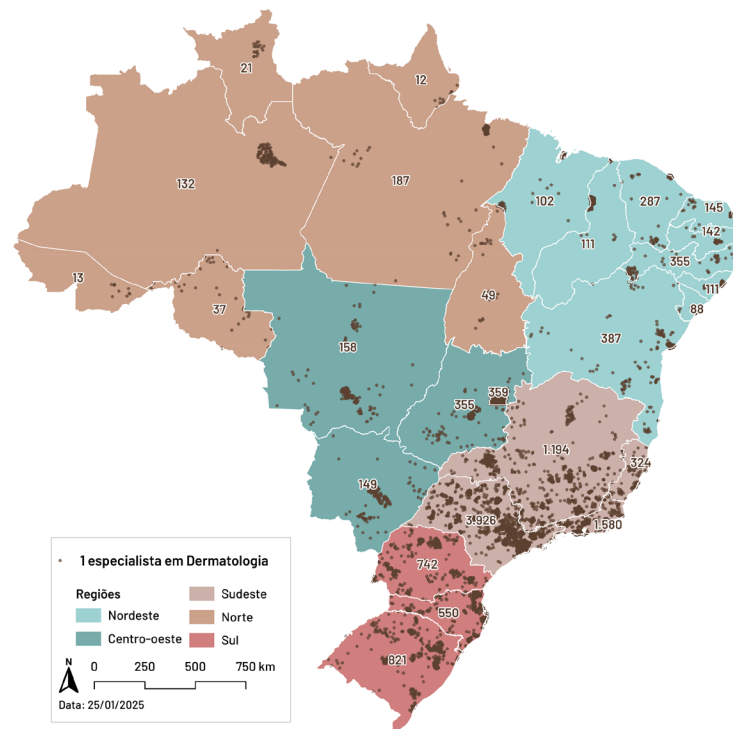 21
12
132
187
102
287
145
142
111
355
13
111
37
49
88
387
158
359
355
1.194
149
324
3.926
1.580
742
550
821
1 especialista em Dermatologia
Regiões
Nordeste
Centro-oeste
Sudeste
Norte
Sul
N
0 250 500 750 km
Data: 25/01/2025